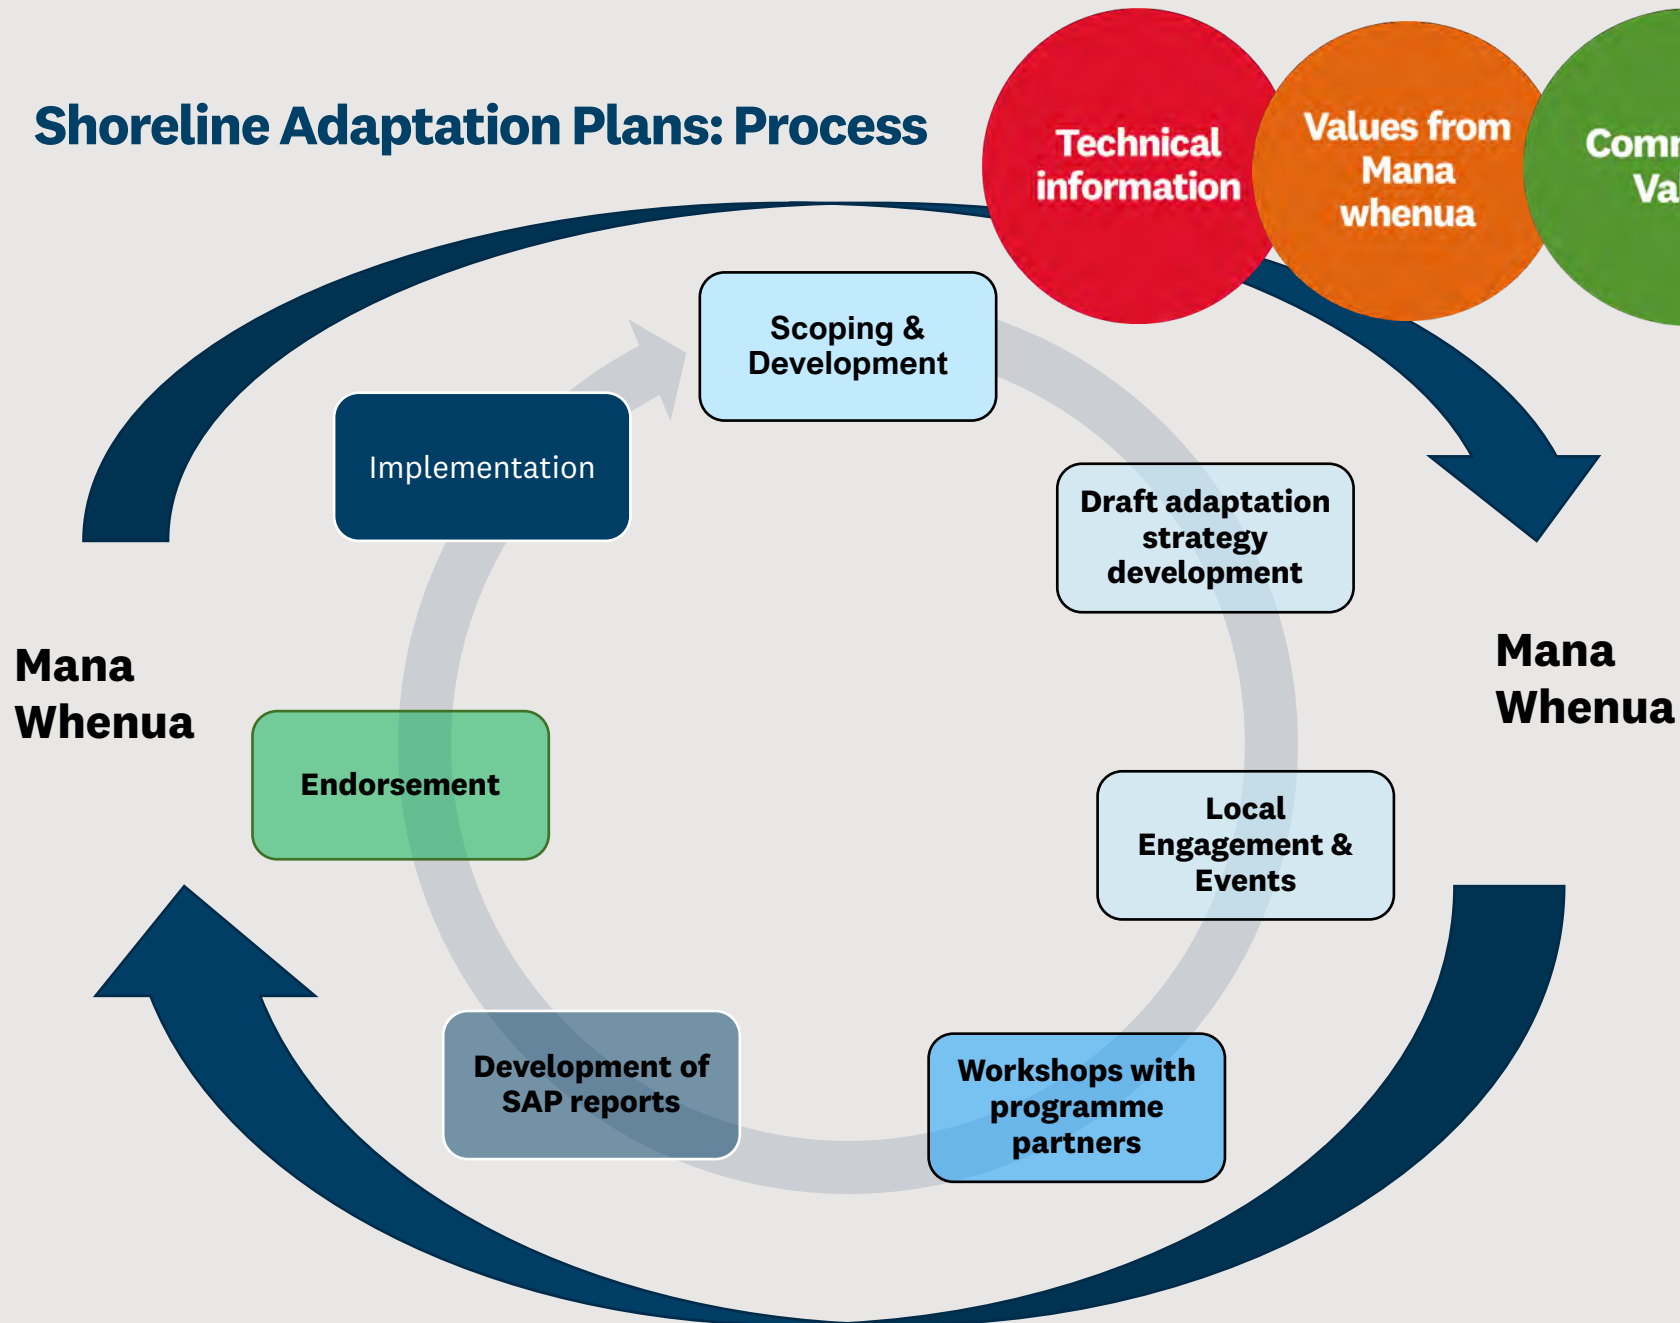 Shoreline Adaptation Plans: Process
Technical
information
Values from
Mana
whenua
Scoping &
Development
Implementation
Draft adaptation
strategy
development
Mana
Whenua
Mana
Whenua
Endorsement
Local
Engagement &
Events
Development of
SAP reports
Workshops with
programme
partners